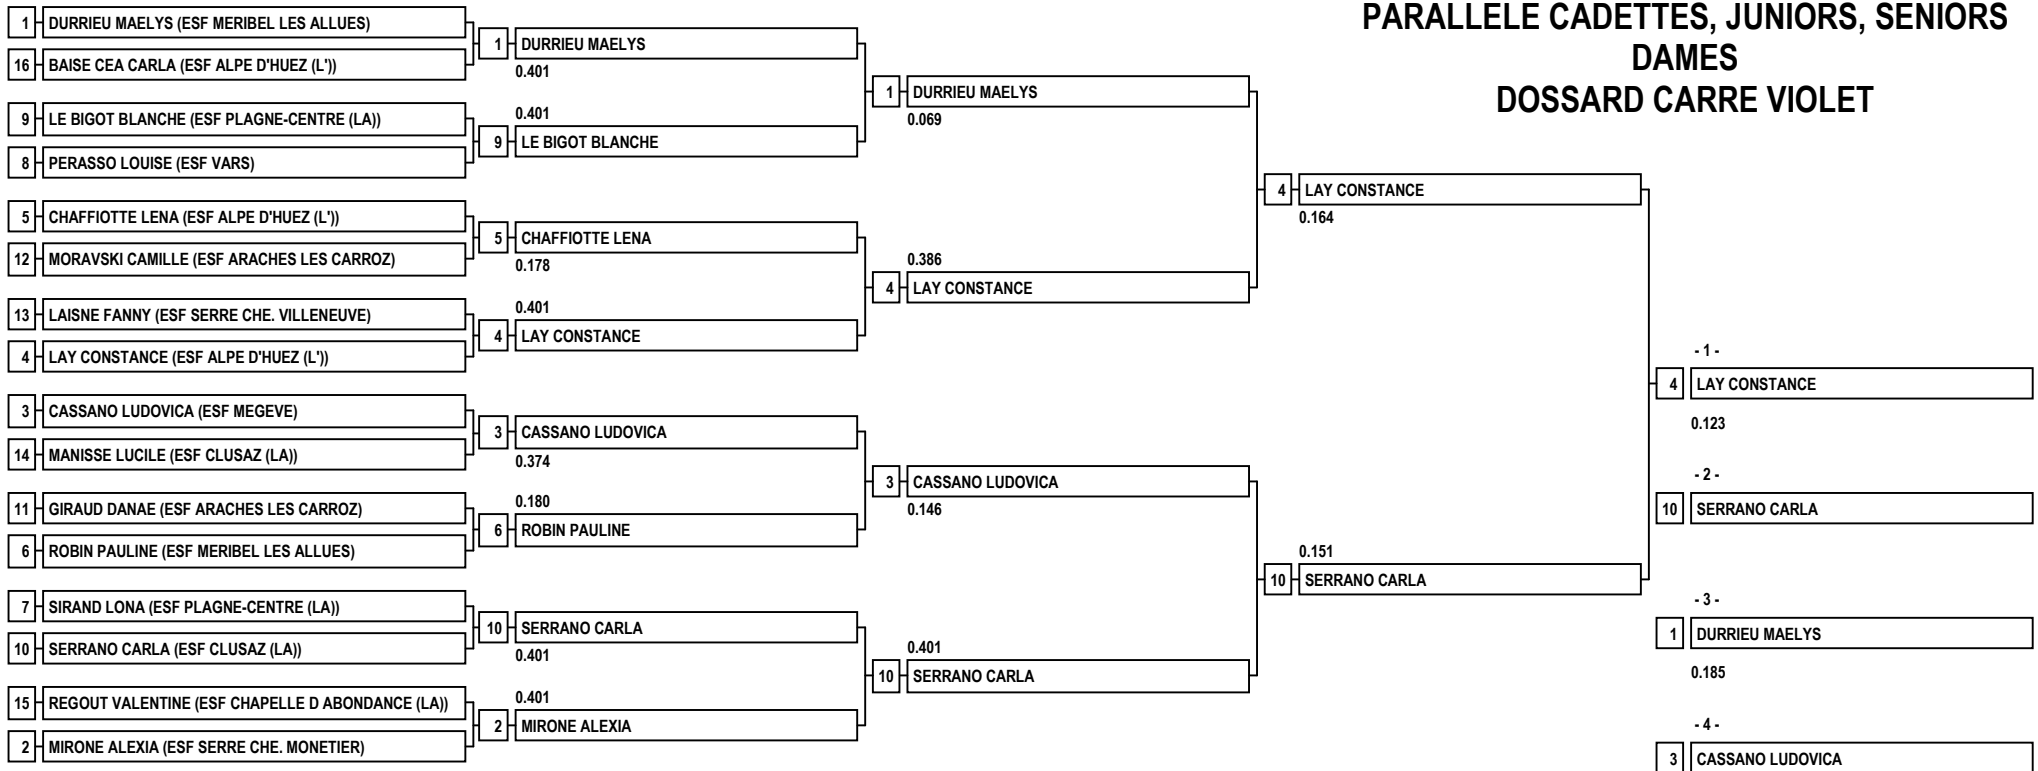 PARALLELE CADETTES, JUNIORS, SENIORS
DAMES
DOSSARD CARRE VIOLET
1 DURRIEU MAELYS (ESF MERIBEL LES ALLUES)
16 BAISE CEA CARLA (ESF ALPE D'HUEZ (L'))
9 LE BIGOT BLANCHE (ESF PLAGNE-CENTRE (LA))
8 PERASSO LOUISE (ESF VARS)
5 CHAFFIOTTE LENA (ESF ALPE D'HUEZ (L'))
12 MORAVSKI CAMILLE (ESF ARACHES LES CARROZ)
13 LAISNE FANNY (ESF SERRE CHE. VILLENEUVE)
4 LAY CONSTANCE (ESF ALPE D'HUEZ (L'))
3 CASSANO LUDOVICA (ESF MEGEVE)
14 MANISSE LUCILE (ESF CLUSAZ (LA))
11 GIRAUD DANAE (ESF ARACHES LES CARROZ)
6 ROBIN PAULINE (ESF MERIBEL LES ALLUES)
7 SIRAND LONA (ESF PLAGNE-CENTRE (LA))
10 SERRANO CARLA (ESF CLUSAZ (LA))
15 REGOUT VALENTINE (ESF CHAPELLE D ABONDANCE (LA))
2 MIRONE ALEXIA (ESF SERRE CHE. MONETIER)
1 DURRIEU MAELYS
0.401
0.401
9 LE BIGOT BLANCHE
5 CHAFFIOTTE LENA
0.178
0.401
4 LAY CONSTANCE
3 CASSANO LUDOVICA
0.374
0.180
6 ROBIN PAULINE
10 SERRANO CARLA
0.401
0.401
2 MIRONE ALEXIA
1 DURRIEU MAELYS
0.069
0.386
4 LAY CONSTANCE
3 CASSANO LUDOVICA
0.146
0.401
10 SERRANO CARLA
4 LAY CONSTANCE
0.164
0.151
10 SERRANO CARLA
- 1 -
4 LAY CONSTANCE
0.123
- 2 -
10 SERRANO CARLA
- 3 -
1 DURRIEU MAELYS
0.185
- 4 -
3 CASSANO LUDOVICA